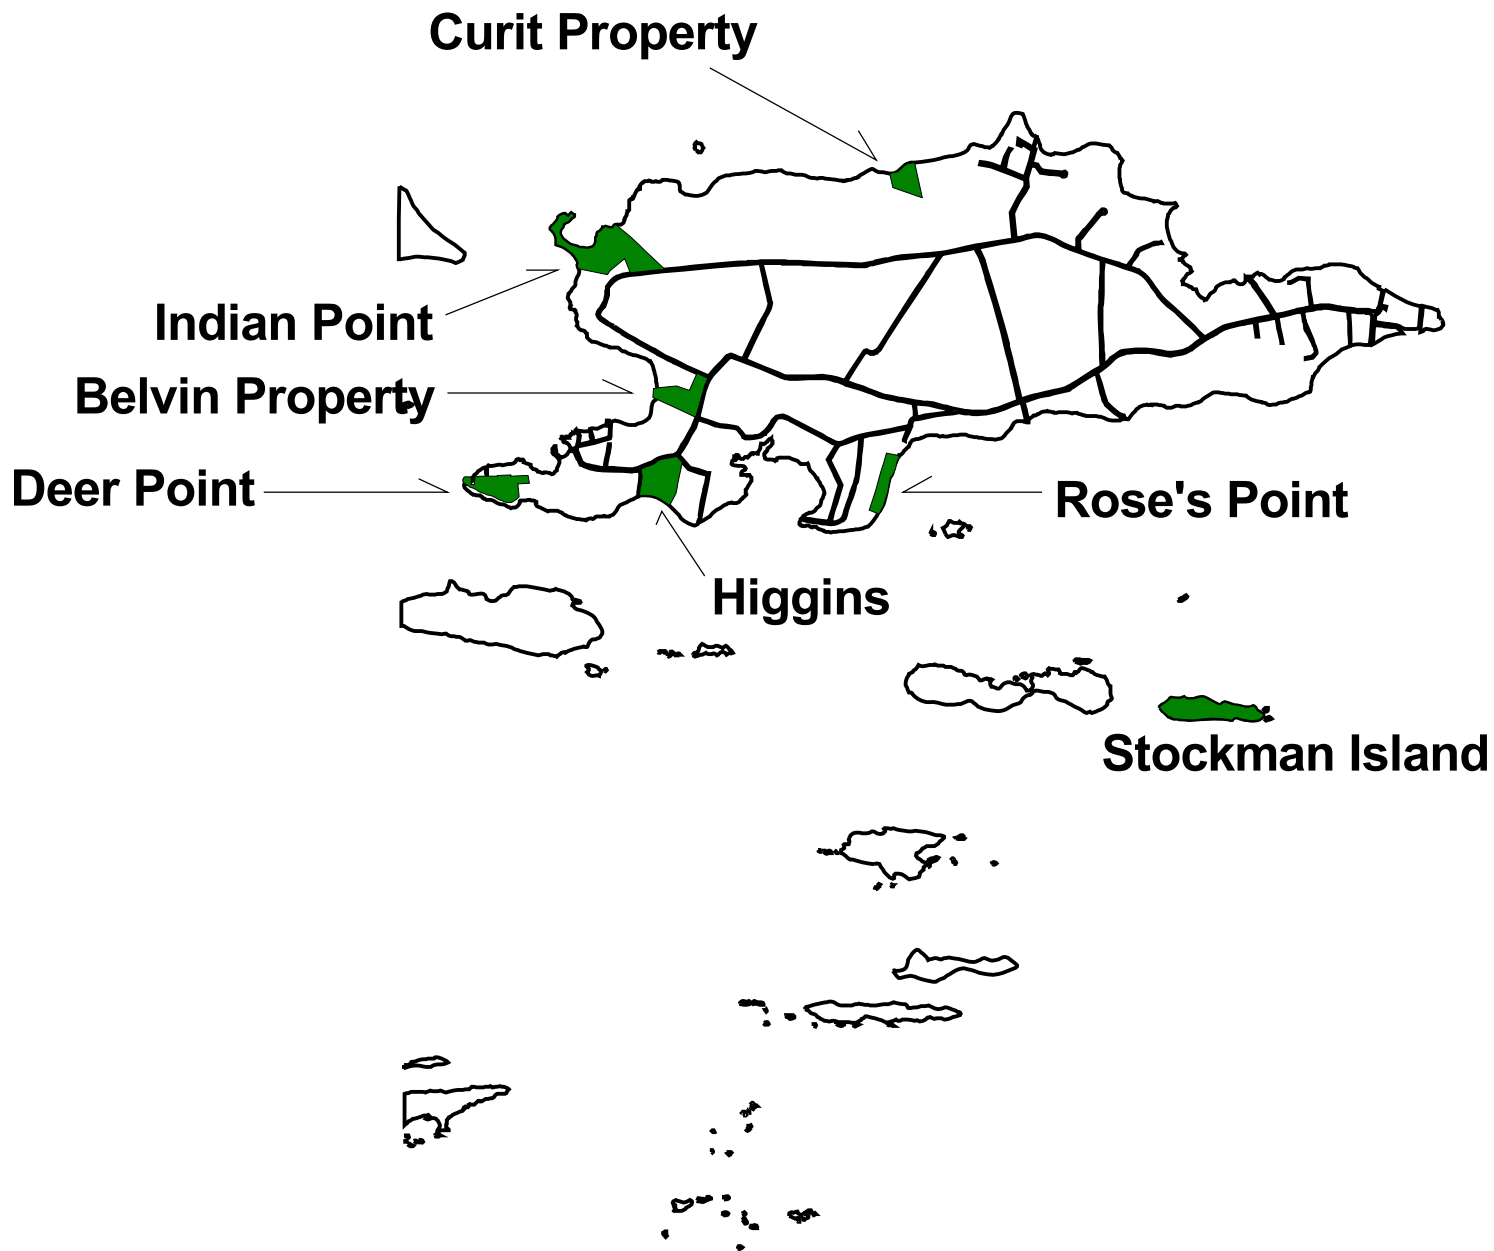 Curit Property
Indian Point
Belvin Property
Deer Point
Rose's Point
Higgins
Stockman Island